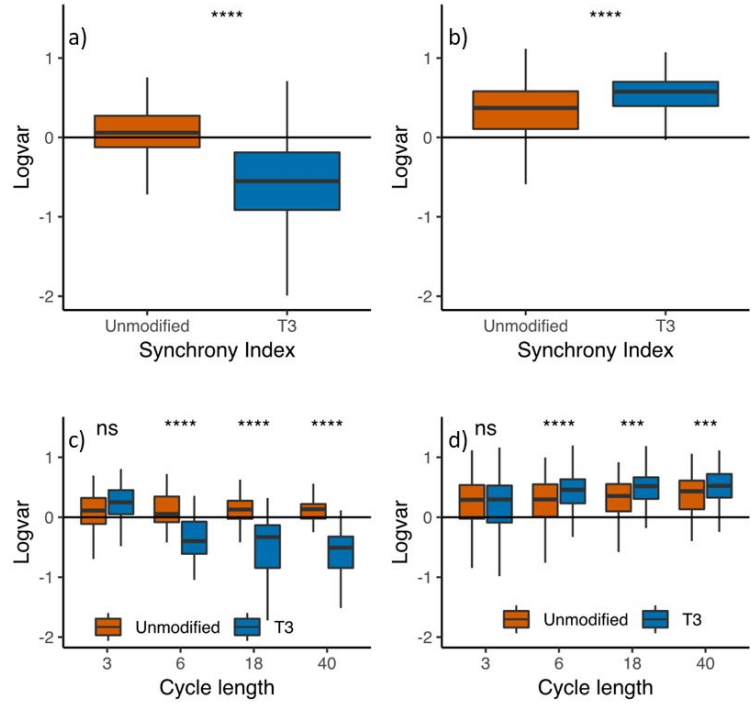 **** ****
a) b)
1 1
0 0
-1 -1
-2 -2
Logvar Logvar
Unmodified T3 Unmodified T3
Synchrony Index Synchrony Index
c) ns **** **** **** d) ns **** *** ***
1 1
0 0
-1 -1
-2 -2
Logvar Logvar
Unmodified T3 Unmodified T3
3 6 18 40 3 6 18 40
Cycle length Cycle length